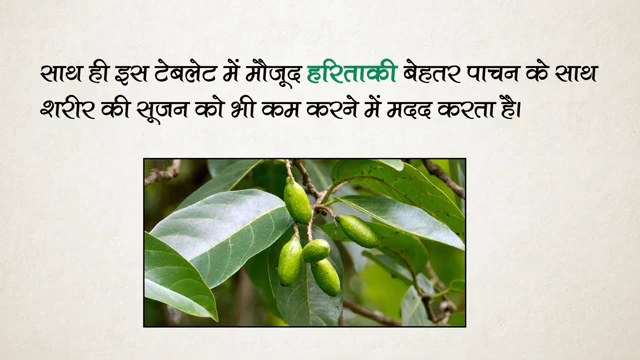 साथ ही इस टेबलेट में मौजूद हरिताकी बेहतर पाचन के साथ
शरीर की सूजन को भी कम करने में मदद करता है।